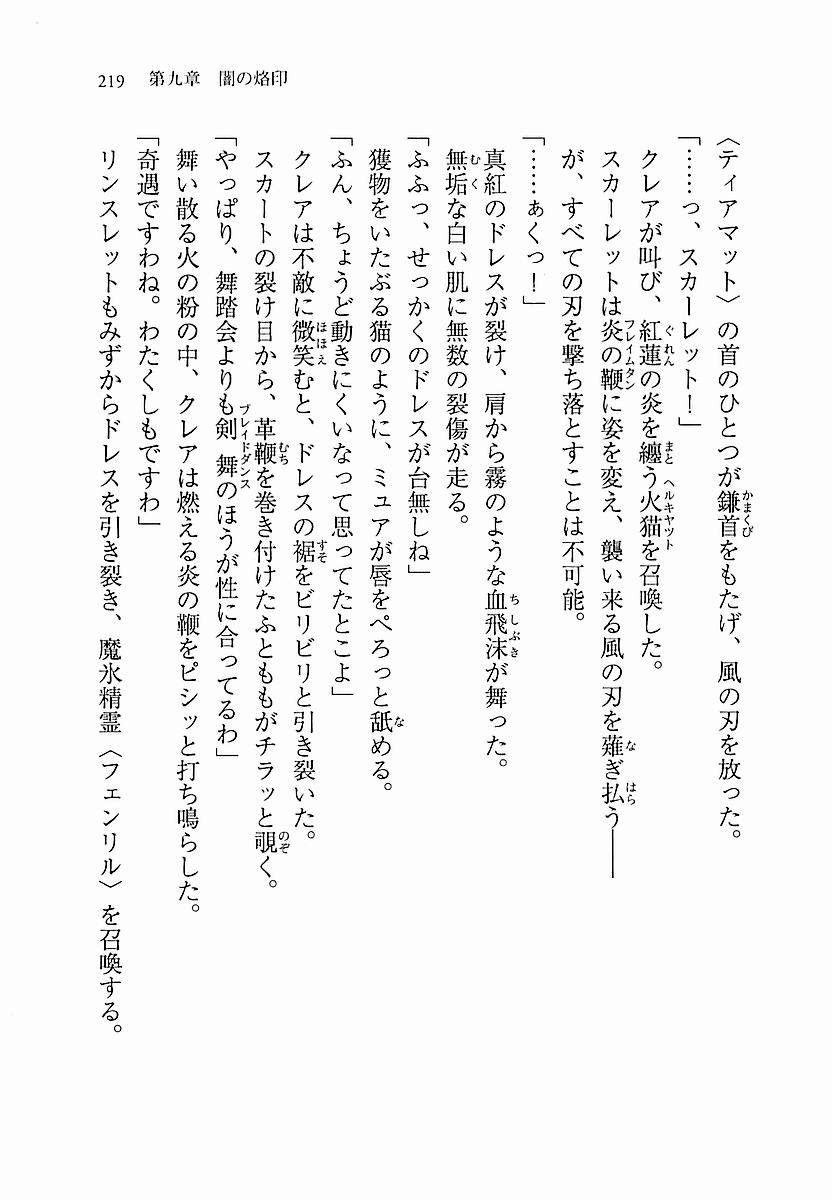 219　第九章　闇の烙印
〈ティアマット〉の首のひとつが鎌首をもたげ、風の刃を放った。
「……っ、スカーレット！」
クレアが叫び、紅蓮の炎を纏う火猫を召喚した。
スカーレットは炎の鞭に姿を変え、襲い来る風の刃を薙ぎ払う――
が、すべての刃を撃ち落とすことは不可能。
「……ぁくっ！」
真紅のドレスが裂け、肩から霧のような血飛沫が舞った。
無垢な白い肌に無数の裂傷が走る。
「ふふっ、せっかくのドレスが台無しね」
獲物をいたぶる猫のように、ミュアが唇をぺろっと舐める。
「ふん、ちょうど動きにくいなって思ってたとこよ」
クレアは不敵に微笑むと、ドレスの裾をビリビリと引き裂いた。
スカートの裂け目から、革鞭を巻き付けたふとももがチラッと覗く。
「やっぱり、舞踏会よりも剣舞のほうが性に合ってるわ」
舞い散る火の粉の中、クレアは燃える炎の鞭をピシッと打ち鳴らした。
「奇遇ですわね。わたくしもですわ」
リンスレットもみずからドレスを引き裂き、魔氷精霊〈フェンリル〉を召喚する。